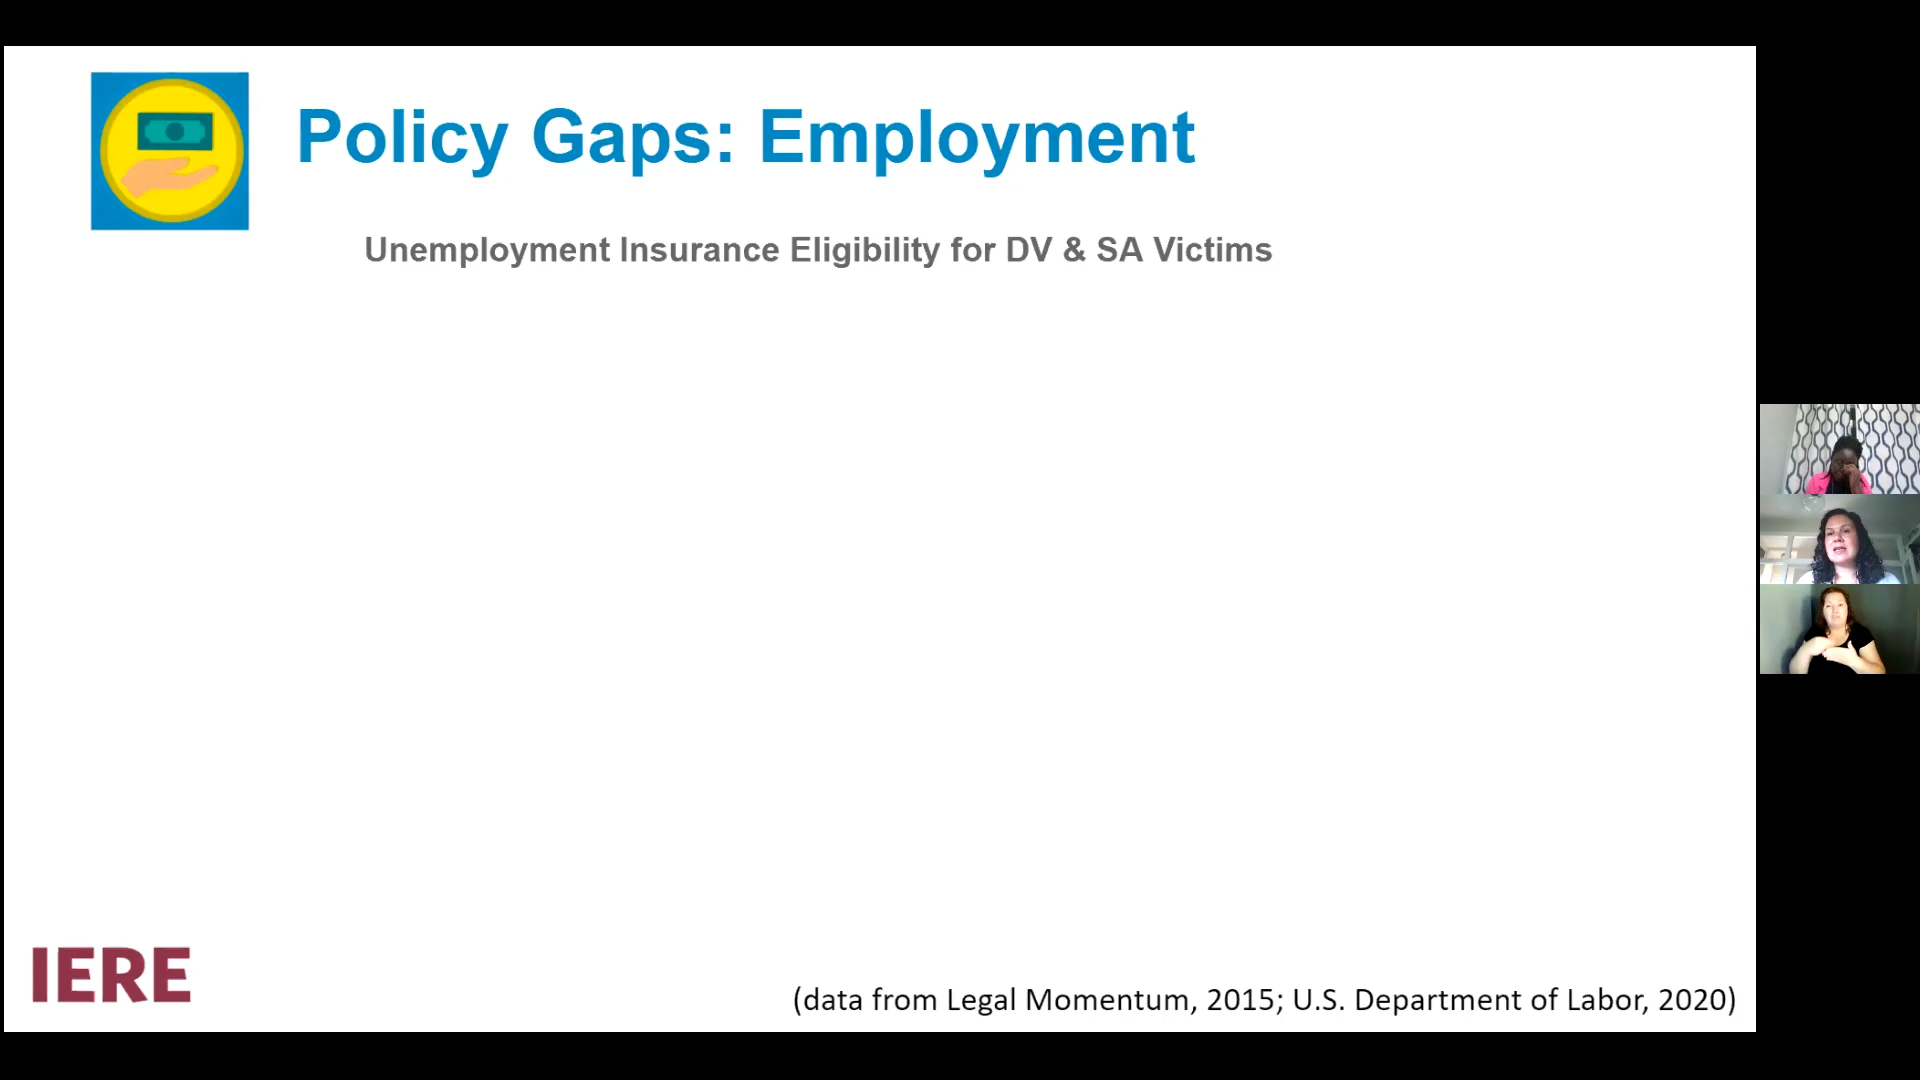 Policy Gaps: Employment
Unemployment Insurance Eligibility for DV & SA Victims
IERE
(data from Legal Momentum, 2015; U.S. Department of Labor, 2020)